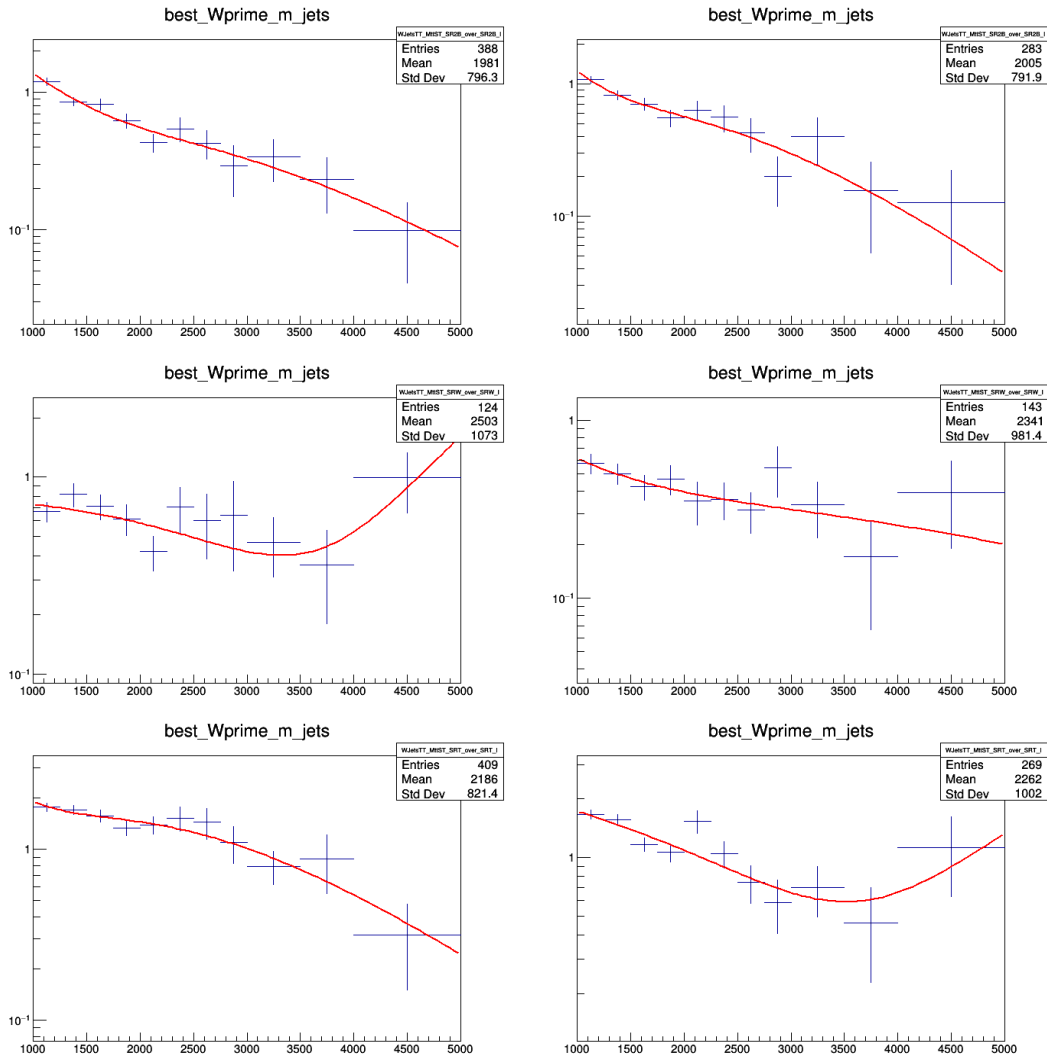 best_Wprime_m_jets
WJetsTT_MttST_SR2B_over_SR2B_I
Entries 388
Mean 1981
Std Dev 796.3
1
10⁻¹
1000 1500 2000 2500 3000 3500 4000 4500 5000
best_Wprime_m_jets
WJetsTT_MttST_SR2B_over_SR2B_I
Entries 283
Mean 2005
Std Dev 791.9
1
10⁻¹
1000 1500 2000 2500 3000 3500 4000 4500 5000
best_Wprime_m_jets
WJetsTT_MttST_SRW_over_SRW_I
Entries 124
Mean 2503
Std Dev 1073
1
10⁻¹
1000 1500 2000 2500 3000 3500 4000 4500 5000
best_Wprime_m_jets
WJetsTT_MttST_SRW_over_SRW_I
Entries 143
Mean 2341
Std Dev 981.4
1
10⁻¹
1000 1500 2000 2500 3000 3500 4000 4500 5000
best_Wprime_m_jets
WJetsTT_MttST_SRT_over_SRT_I
Entries 409
Mean 2186
Std Dev 821.4
1
10⁻¹
1000 1500 2000 2500 3000 3500 4000 4500 5000
best_Wprime_m_jets
WJetsTT_MttST_SRT_over_SRT_I
Entries 269
Mean 2262
Std Dev 1002
1
1000 1500 2000 2500 3000 3500 4000 4500 5000